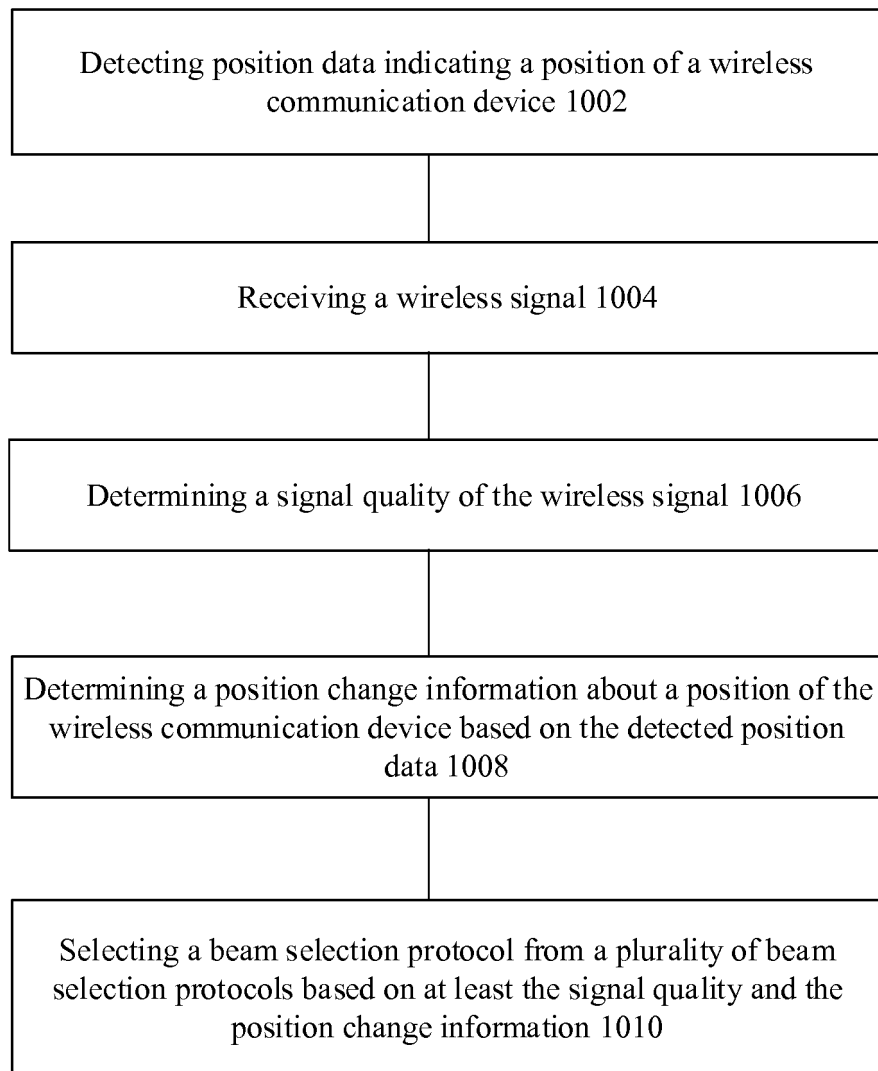 Detecting position data indicating a position of a wireless
communication device 1002
Receiving a wireless signal 1004
Determining a signal quality of the wireless signal 1006
Determining a position change information about a position of the
wireless communication device based on the detected position
data 1008
Selecting a beam selection protocol from a plurality of beam
selection protocols based on at least the signal quality and the
position change information 1010